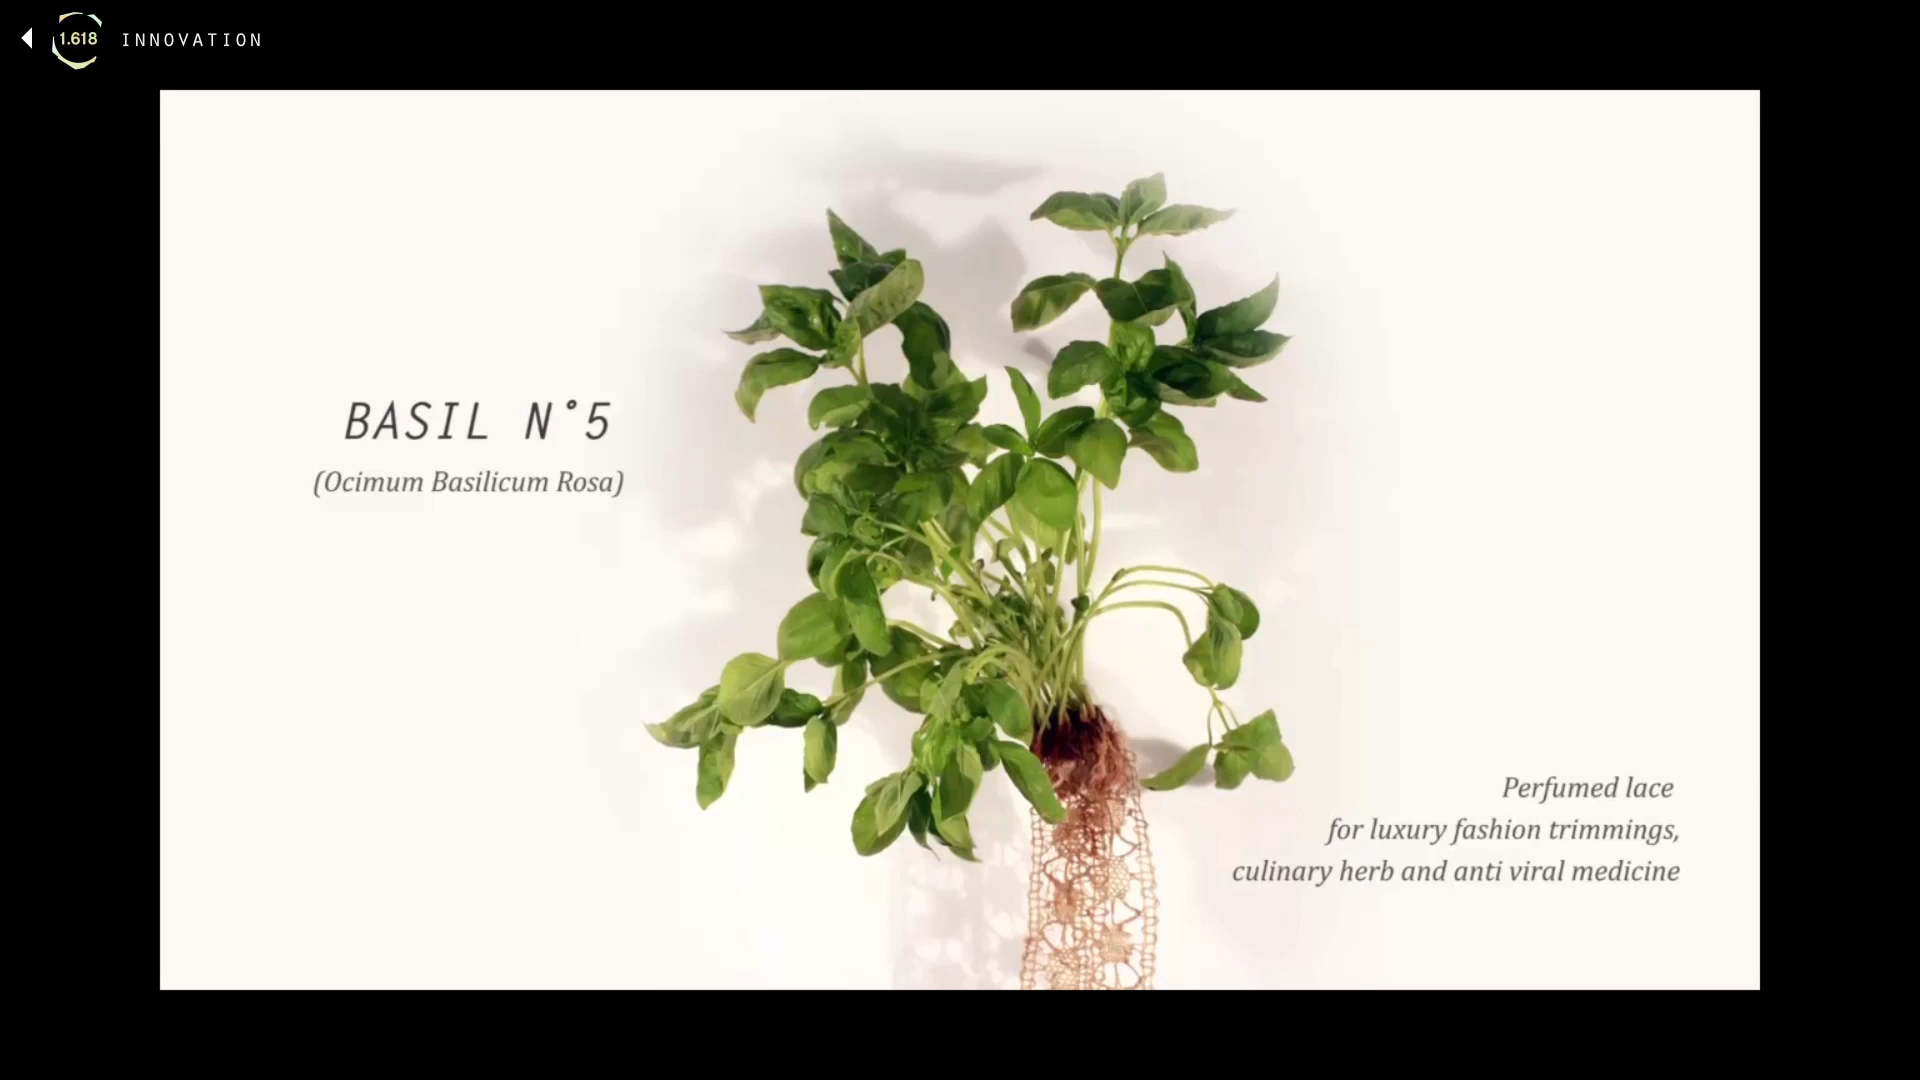 1.618
INNOVATION
BASIL N°5
(Ocimum Basilicum Rosa)
Perfumed lace
for luxury fashion trimmings,
culinary herb and anti viral medicine